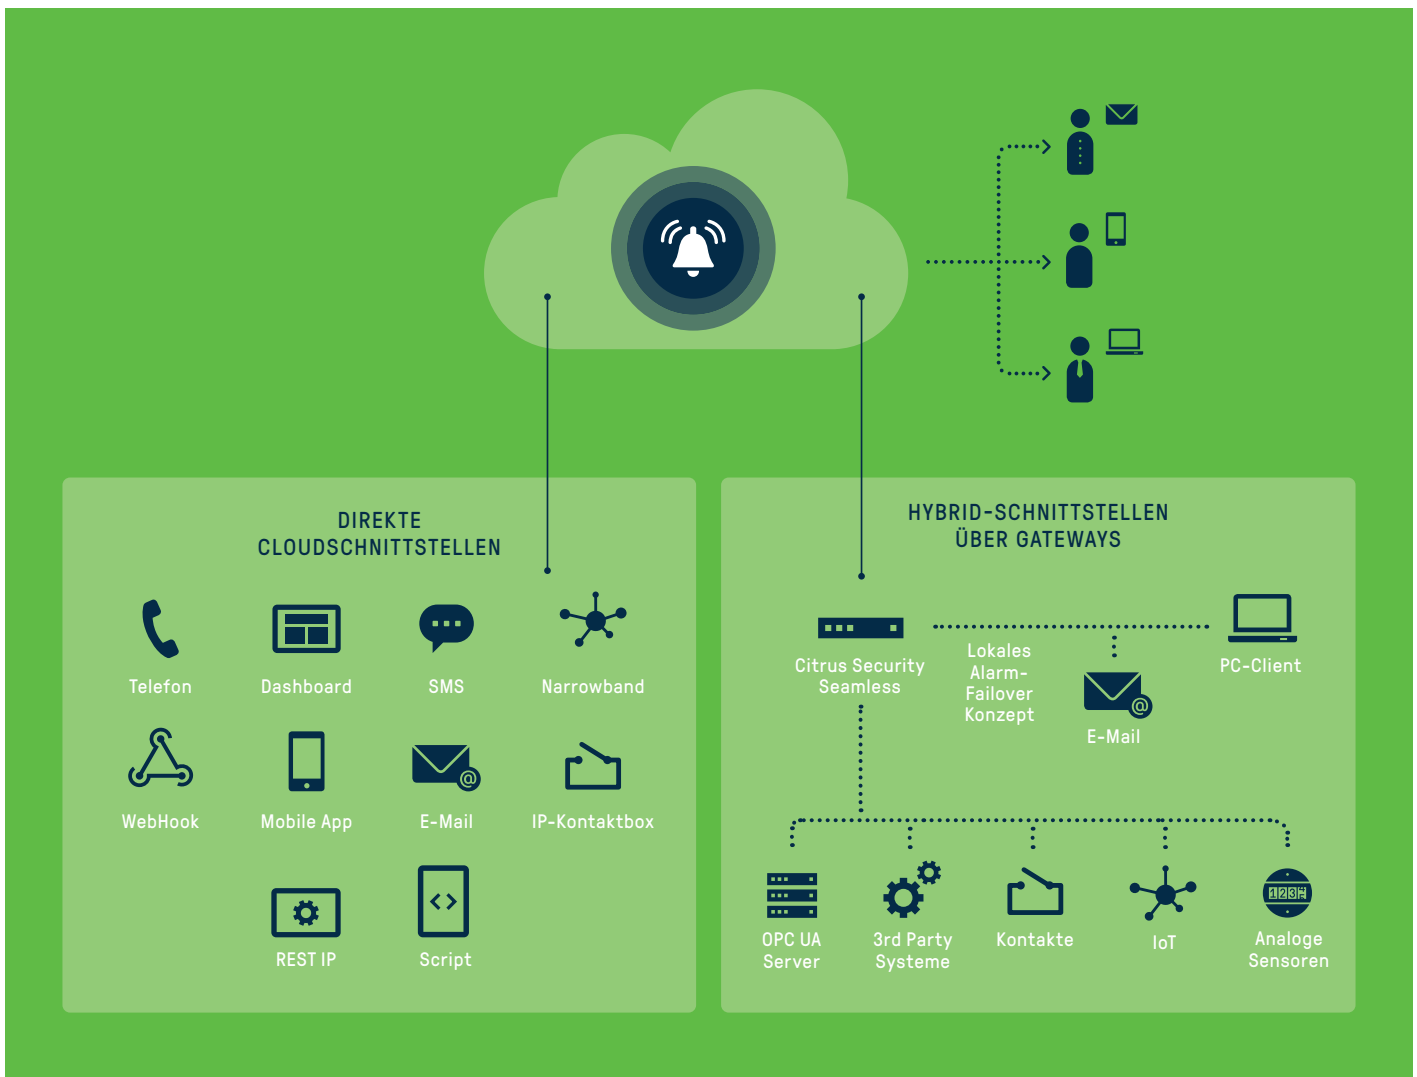 DIREKTE
CLOUDSCHNITTSTELLEN
Telefon
Dashboard
SMS
Narrowband
WebHook
Mobile App
@
E-Mail
IP-Kontaktbox
REST IP
Script
HYBRID-SCHNITTSTELLEN
ÜBER GATEWAYS
Citrus Security
Seamless
Lokales
Alarm-
Failover
Konzept
@
E-Mail
PC-Client
OPC UA
Server
3rd Party
Systeme
Kontakte
IoT
123
Analoge
Sensoren